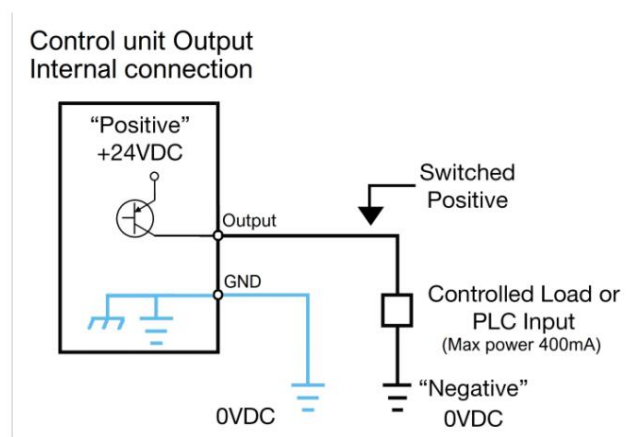 Control unit Output
Internal connection
“Positive”
+24VDC
Switched
Positive
Output
GND
Controlled Load or
PLC Input
(Max power 400mA)
“Negative”
0VDC
0VDC